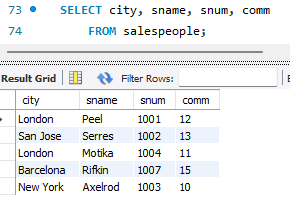 73 SELECT city, sname, snum, comm
74 FROM salespeople;
Result Grid Filter Rows:
city sname snum comm
London Peel 1001 12
San Jose Serres 1002 13
London Motika 1004 11
Barcelona Rifkin 1007 15
New York Axelrod 1003 10